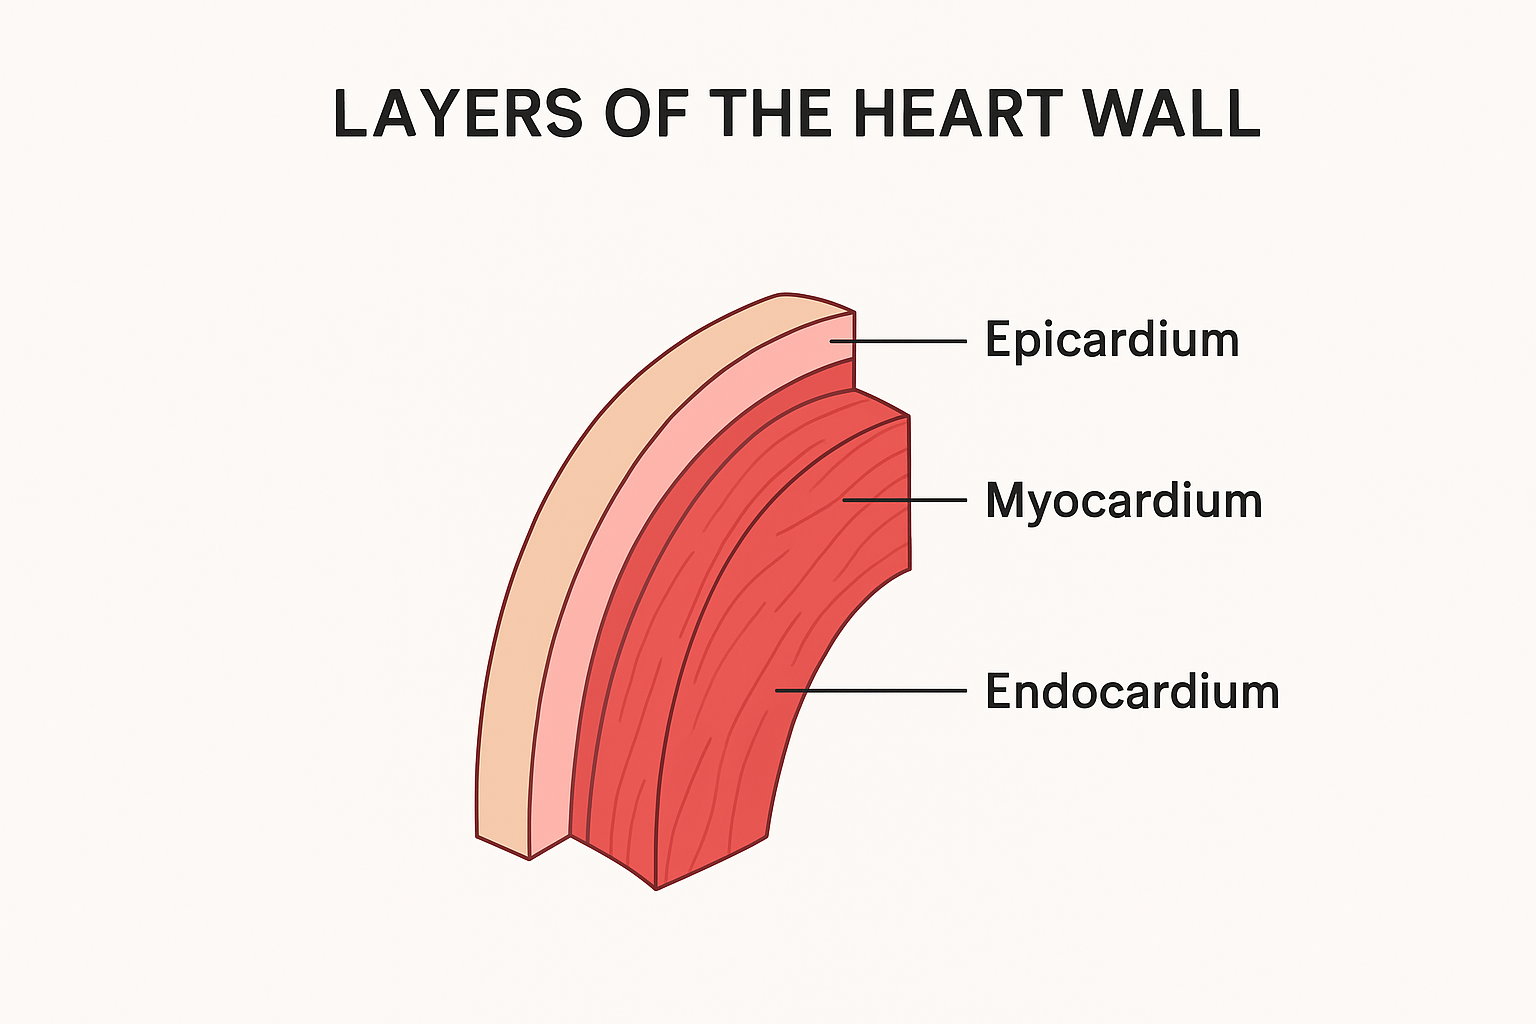 LAYERS OF THE HEART WALL
Epicardium
Myocardium
Endocardium